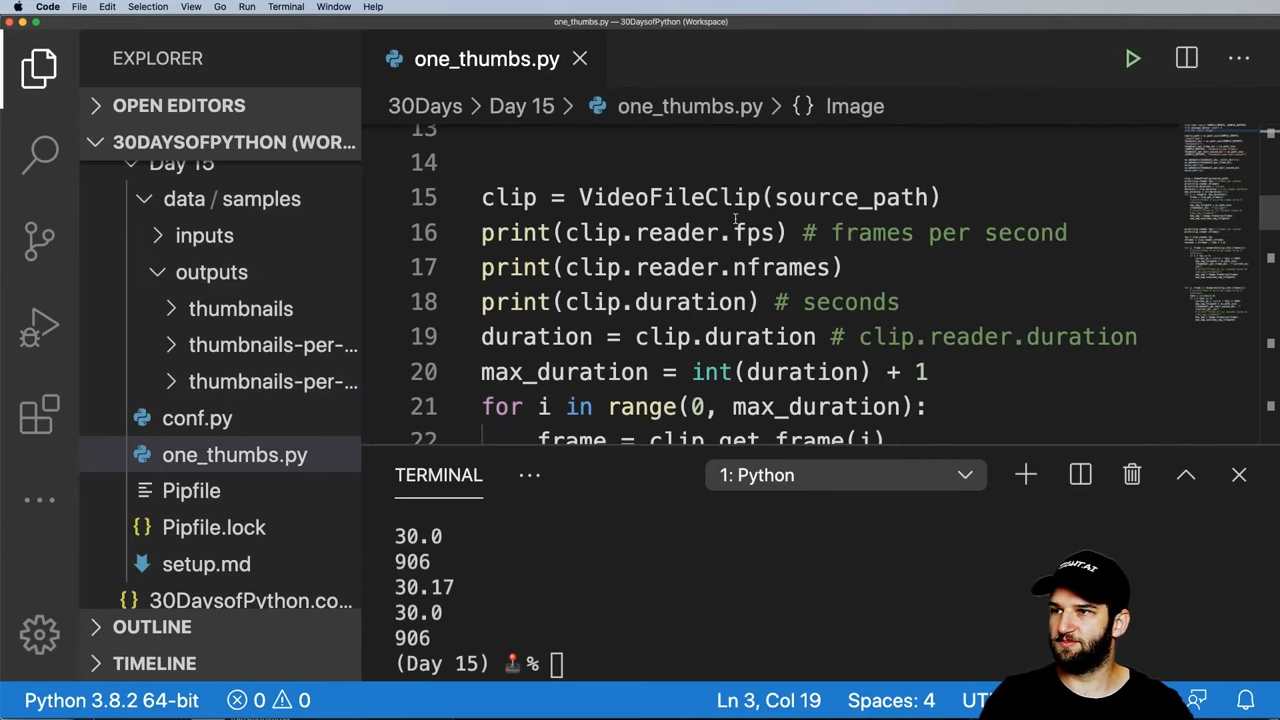 Code File Edit Selection View Go Run Terminal Window Help
one_thumbs.py — 30DaysofPython (Workspace)
EXPLORER
OPEN EDITORS
30DAYSOFPYTHON (WOR...
Day 15
data / samples
inputs
outputs
thumbnails
thumbnails-per-...
thumbnails-per-...
conf.py
one_thumbs.py
Pipfile
Pipfile.lock
setup.md
30DaysofPython.co...
OUTLINE
TIMELINE
one_thumbs.py
30Days > Day 15 > one_thumbs.py > {} Image
13
14
15 clip = VideoFileClip(source_path)
16 print(clip.reader.fps) # frames per second
17 print(clip.reader.nframes)
18 print(clip.duration) # seconds
19 duration = clip.duration # clip.reader.duration
20 max_duration = int(duration) + 1
21 for i in range(0, max_duration):
22 frame = clip.get_frame(i)
TERMINAL ... 1: Python
30.0
906
30.17
30.0
906
(Day 15) 🕹️%
Python 3.8.2 64-bit 0 0 Ln 3, Col 19 Spaces: 4